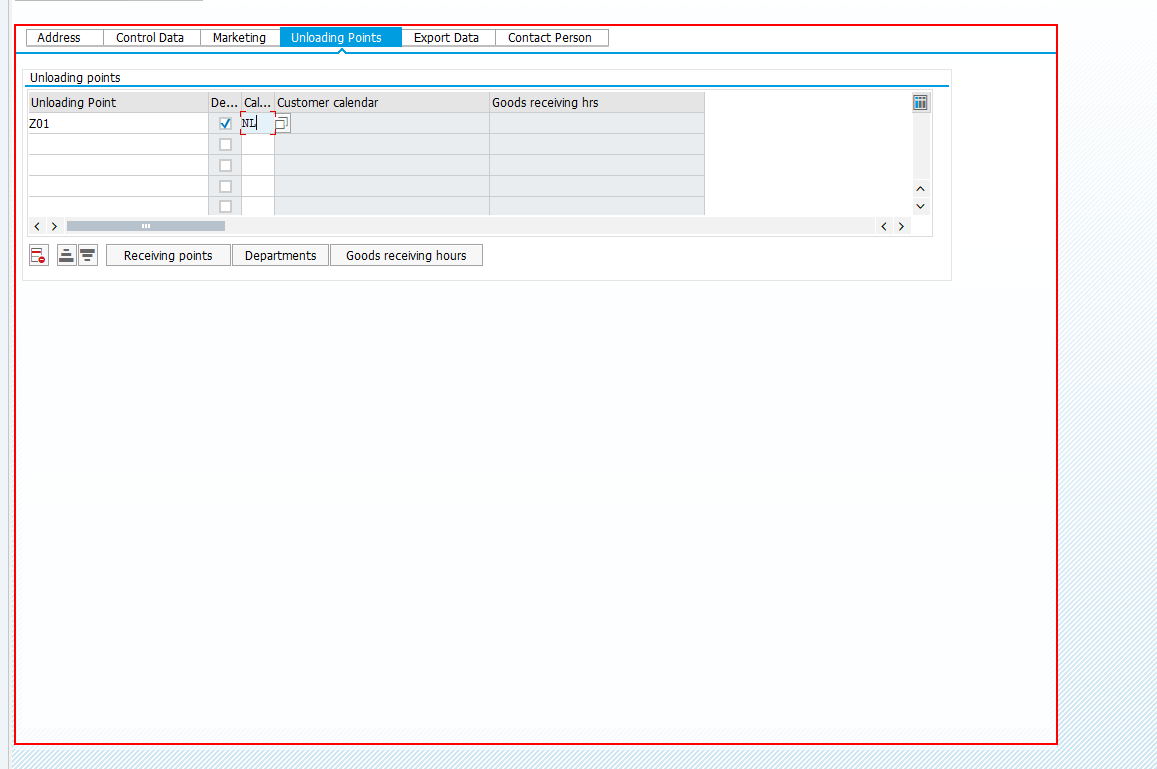 Address Control Data Marketing Unloading Points Export Data Contact Person
Unloading points
Unloading Point De... Cal... Customer calendar Goods receiving hrs
Z01 NL
Receiving points Departments Goods receiving hours